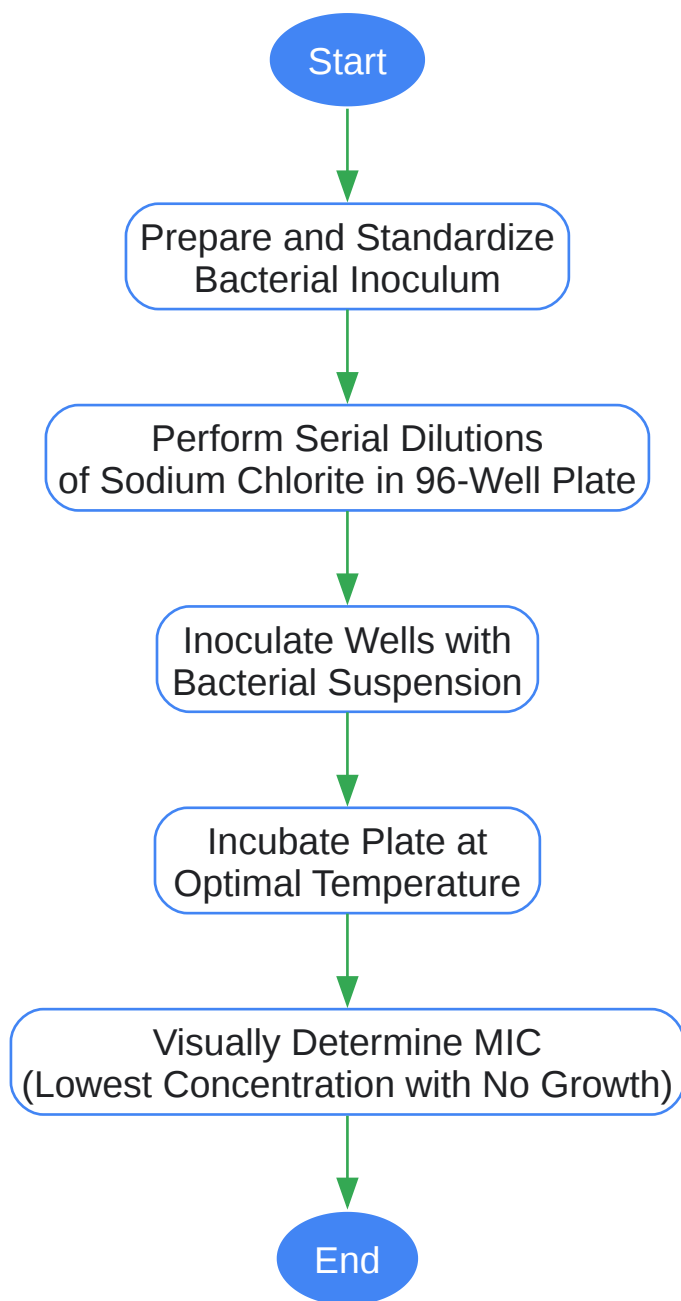 Start
Prepare and Standardize
Bacterial Inoculum
Perform Serial Dilutions
of Sodium Chlorite in 96-Well Plate
Inoculate Wells with
Bacterial Suspension
Incubate Plate at
Optimal Temperature
Visually Determine MIC
(Lowest Concentration with No Growth)
End